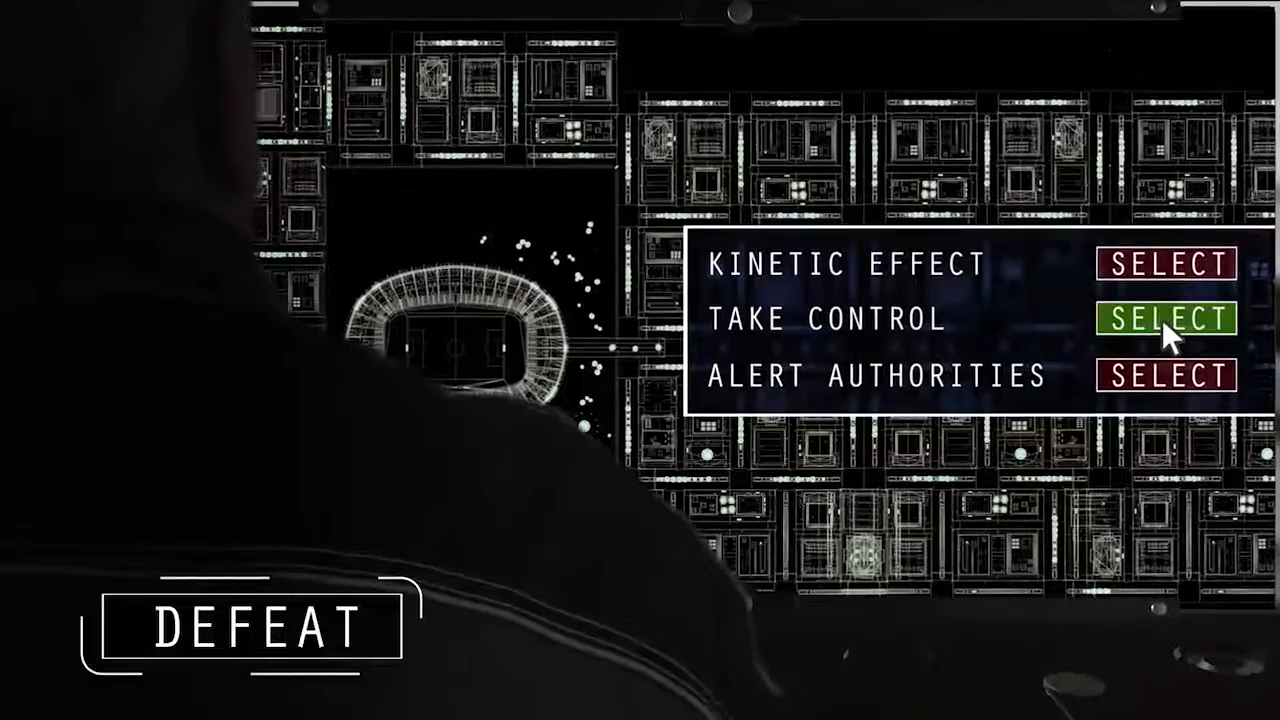 KINETIC EFFECT SELECT
TAKE CONTROL SELECT
ALERT AUTHORITIES SELECT
DEFEAT